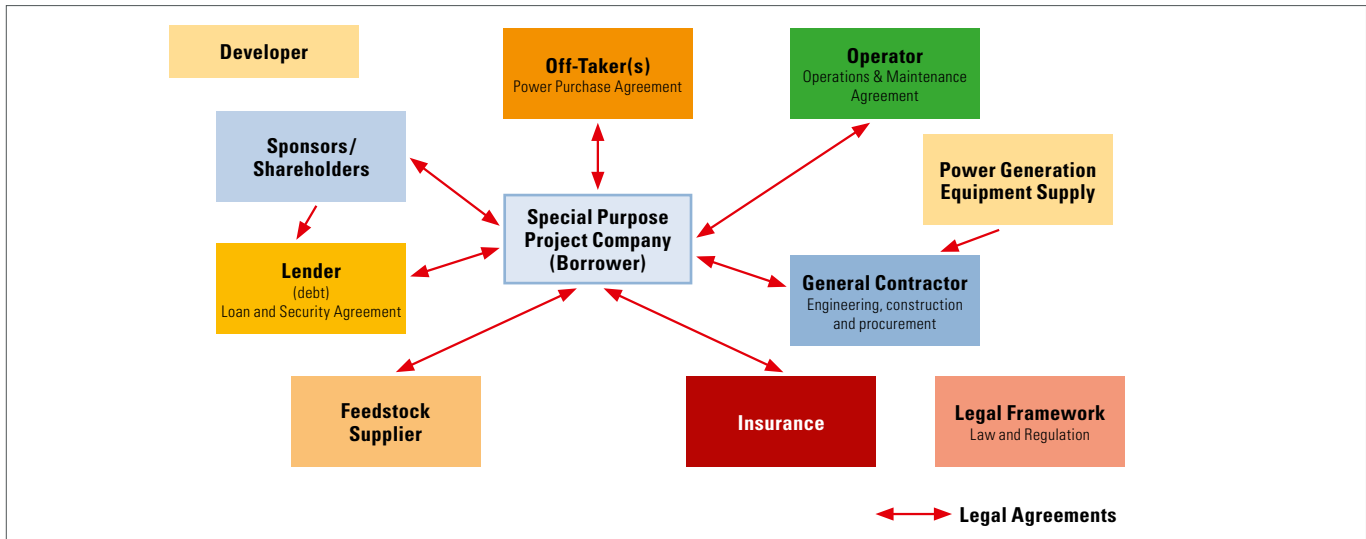 Developer
Off-Taker(s)
Power Purchase Agreement
Operator
Operations & Maintenance
Agreement
Sponsors/
Shareholders
Power Generation
Equipment Supply
Special Purpose
Project Company
(Borrower)
Lender
(debt)
Loan and Security Agreement
General Contractor
Engineering, construction
and procurement
Feedstock
Supplier
Insurance
Legal Framework
Law and Regulation
Legal Agreements